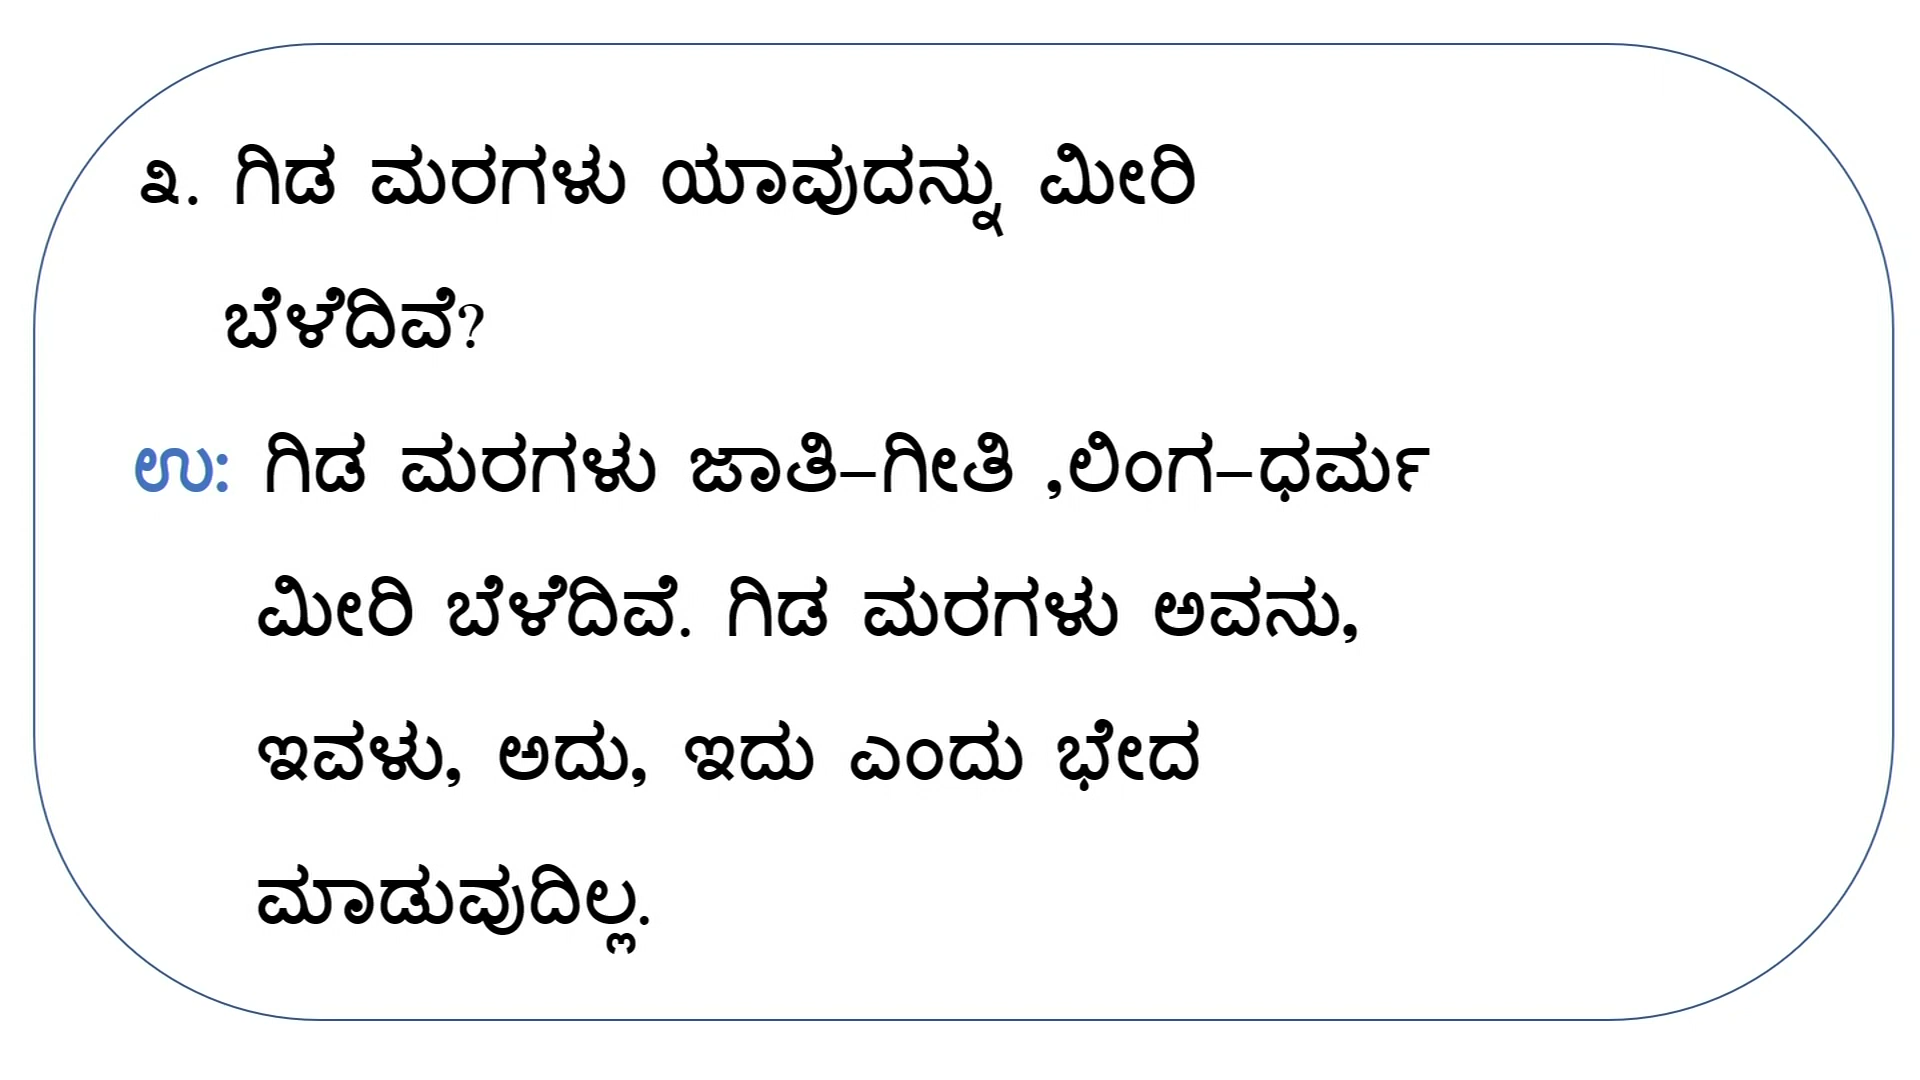 ೩. ಗಿಡ ಮರಗಳು ಯಾವುದನ್ನು ಮೀರಿ
ಬೆಳೆದಿವೆ?
ಉ: ಗಿಡ ಮರಗಳು ಜಾತಿ–ಗೀತಿ ,ಲಿಂಗ–ಧರ್ಮ
ಮೀರಿ ಬೆಳೆದಿವೆ. ಗಿಡ ಮರಗಳು ಅವನು,
ಇವಳು, ಅದು, ಇದು ಎಂದು ಭೇದ
ಮಾಡುವುದಿಲ್ಲ.